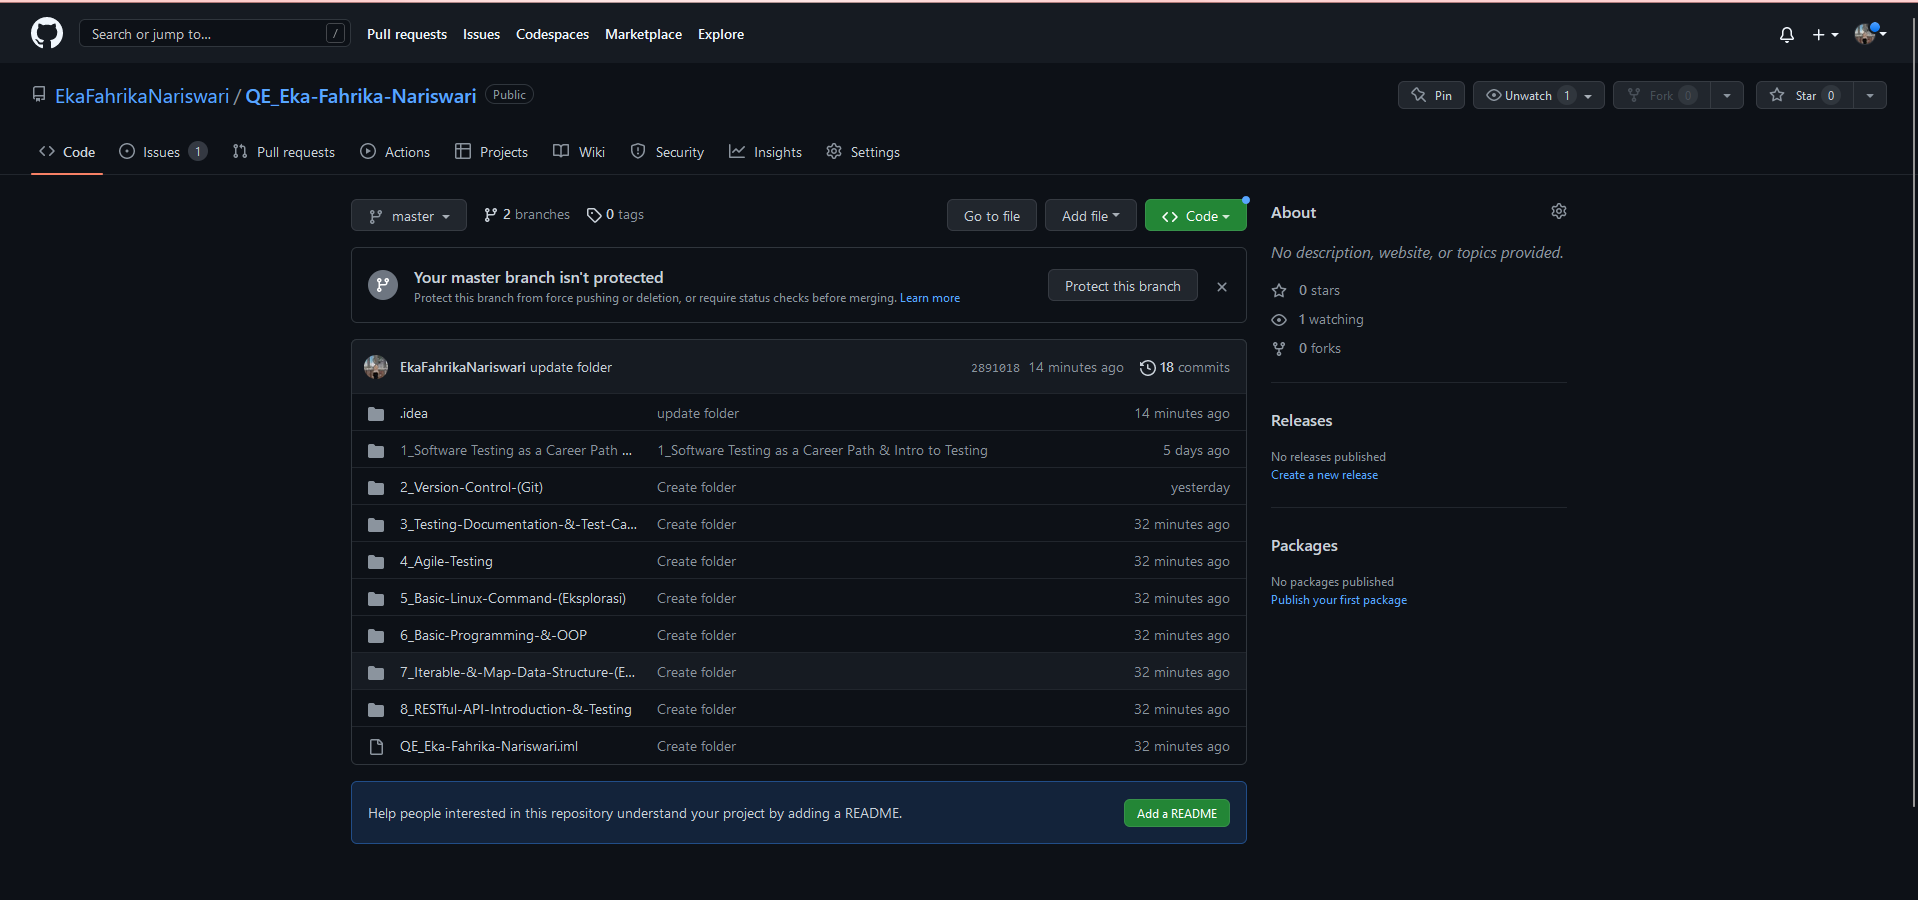 Search or jump to... /
Pull requests Issues Codespaces Marketplace Explore
EkaFahrikaNariswari / QE_Eka-Fahrika-Nariswari Public
Pin Unwatch 1 Fork 0 Star 0
Code Issues 1 Pull requests Actions Projects Wiki Security Insights Settings
master 2 branches 0 tags Go to file Add file Code
Your master branch isn't protected
Protect this branch from force pushing or deletion, or require status checks before merging. Learn more
Protect this branch
EkaFahrikaNariswari update folder 2891018 14 minutes ago 18 commits
.idea update folder 14 minutes ago
1_Software Testing as a Career Path ... 1_Software Testing as a Career Path & Intro to Testing 5 days ago
2_Version-Control-(Git) Create folder yesterday
3_Testing-Documentation-&-Test-Ca... Create folder 32 minutes ago
4_Agile-Testing Create folder 32 minutes ago
5_Basic-Linux-Command-(Eksplorasi) Create folder 32 minutes ago
6_Basic-Programming-&-OOP Create folder 32 minutes ago
7_Iterable-&-Map-Data-Structure-(E... Create folder 32 minutes ago
8_RESTful-API-Introduction-&-Testing Create folder 32 minutes ago
QE_Eka-Fahrika-Nariswari.iml Create folder 32 minutes ago
Help people interested in this repository understand your project by adding a README. Add a README
About
No description, website, or topics provided.
0 stars
1 watching
0 forks
Releases
No releases published
Create a new release
Packages
No packages published
Publish your first package